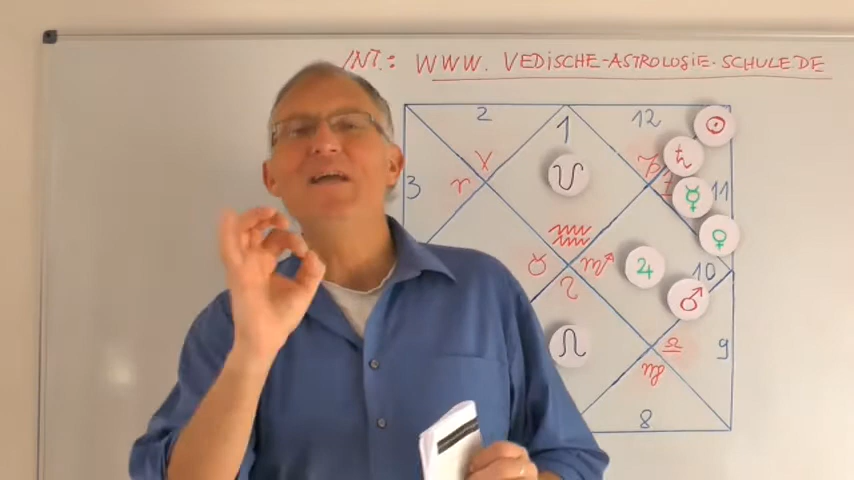 INT: WWW. VEDISCHE-ASTROLOGIE-SCHULE.DE
2 1 12
☉
♄
♈ ♓ ♑
3 ☋ ☿ 11
♀
♒
♉ ♏ ♃ 10
♌ ♂
☊ ♎ 9
♍
8